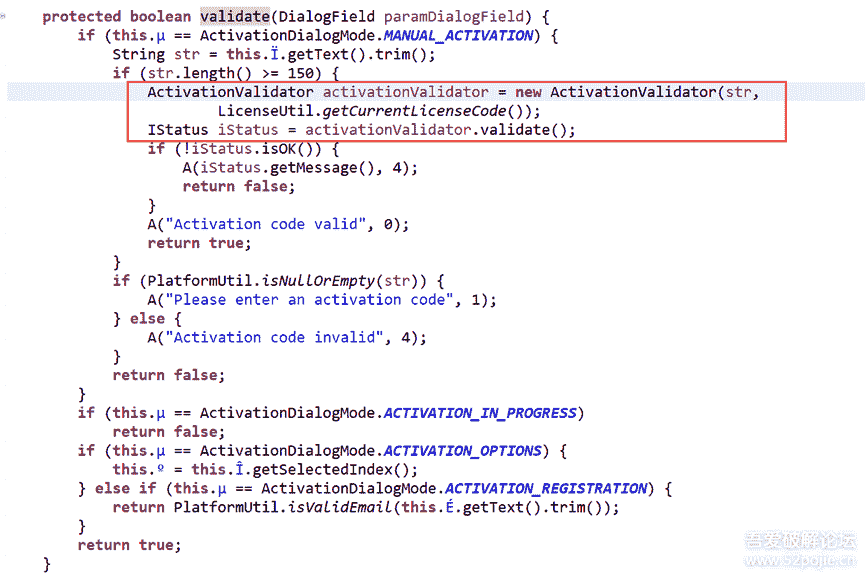 protected boolean validate(DialogField paramDialogField) {
if (this.µ == ActivationDialogMode.MANUAL_ACTIVATION) {
String str = this.Ï.getText().trim();
if (str.length() >= 150) {
ActivationValidator activationValidator = new ActivationValidator(str,
LicenseUtil.getCurrentLicenseCode());
IStatus iStatus = activationValidator.validate();
if (!iStatus.isOK()) {
A(iStatus.getMessage(), 4);
return false;
}
A("Activation code valid", 0);
return true;
}
if (PlatformUtil.isNullOrEmpty(str)) {
A("Please enter an activation code", 1);
} else {
A("Activation code invalid", 4);
}
return false;
}
if (this.µ == ActivationDialogMode.ACTIVATION_IN_PROGRESS)
return false;
if (this.µ == ActivationDialogMode.ACTIVATION_OPTIONS) {
this.º = this.Î.getSelectedIndex();
} else if (this.µ == ActivationDialogMode.ACTIVATION_REGISTRATION) {
return PlatformUtil.isValidEmail(this.É.getText().trim());
}
return true;
}
吾爱破解论坛
www.52pojie.cn